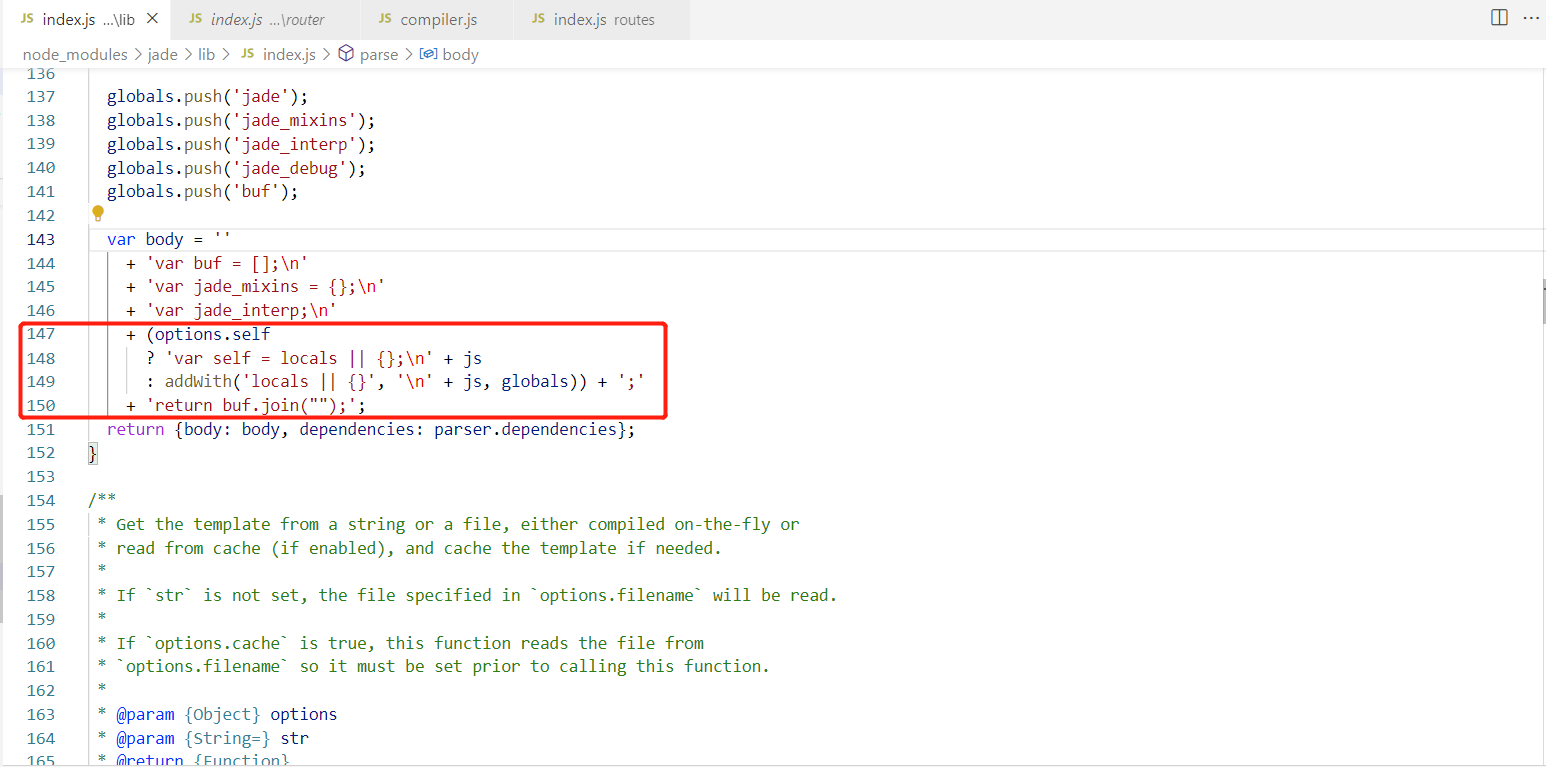 JS index.js ...\lib × JS index.js ...\router JS compiler.js JS index.js routes ...
node_modules > jade > lib > JS index.js > parse > body
136
137 globals.push('jade');
138 globals.push('jade_mixins');
139 globals.push('jade_interp');
140 globals.push('jade_debug');
141 globals.push('buf');
142
143 var body = ''
144 + 'var buf = [];\n'
145 + 'var jade_mixins = {};\n'
146 + 'var jade_interp;\n'
147 + (options.self
148 ? 'var self = locals || {};\n' + js
149 : addWith('locals || {}', '\n' + js, globals)) + ';'
150 + 'return buf.join("");';
151 return {body: body, dependencies: parser.dependencies};
152 }
153
154 /**
155 * Get the template from a string or a file, either compiled on-the-fly or
156 * read from cache (if enabled), and cache the template if needed.
157 *
158 * If `str` is not set, the file specified in `options.filename` will be read.
159 *
160 * If `options.cache` is true, this function reads the file from
161 * `options.filename` so it must be set prior to calling this function.
162 *
163 * @param {Object} options
164 * @param {String=} str
165 * @return {Function}